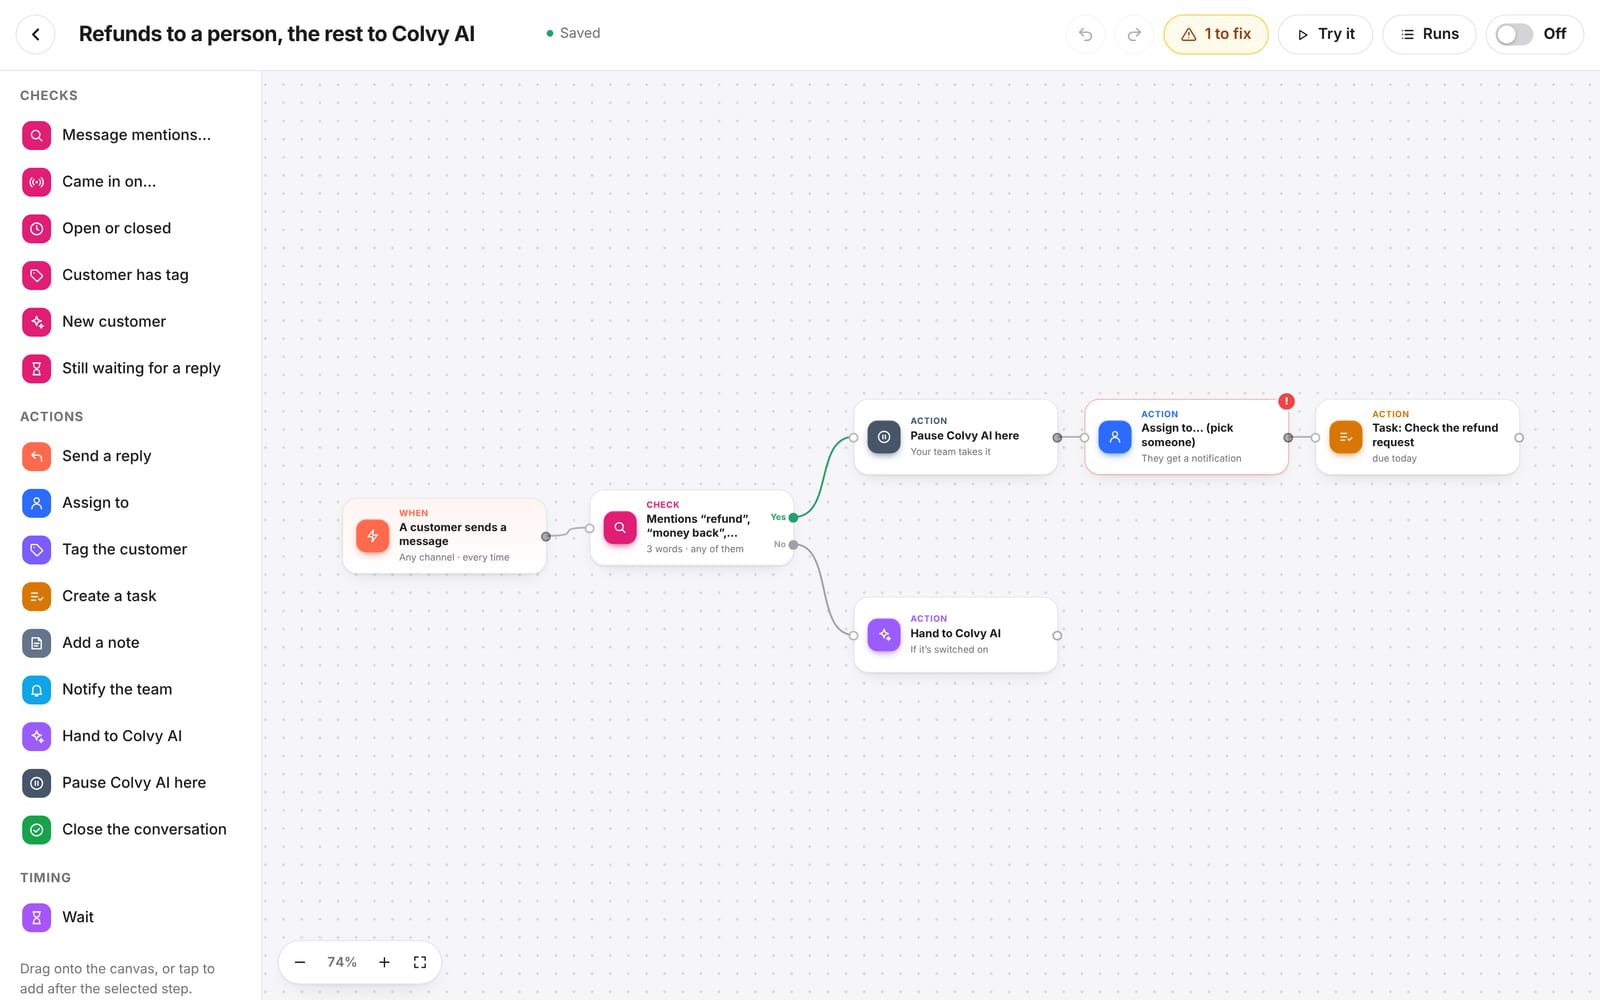 Refunds to a person, the rest to Colvy AI
Saved
1 to fix
Try it
Runs
Off
CHECKS
Message mentions...
Came in on...
Open or closed
Customer has tag
New customer
Still waiting for a reply
ACTIONS
Send a reply
Assign to
Tag the customer
Create a task
Add a note
Notify the team
Hand to Colvy AI
Pause Colvy AI here
Close the conversation
TIMING
Wait
Drag onto the canvas, or tap to
add after the selected step.
WHEN
A customer sends a
message
Any channel · every time
CHECK
Mentions “refund”,
“money back”,...
3 words · any of them
Yes
No
ACTION
Pause Colvy AI here
Your team takes it
ACTION
Assign to... (pick
someone)
They get a notification
!
ACTION
Task: Check the refund
request
due today
ACTION
Hand to Colvy AI
If it’s switched on
74%